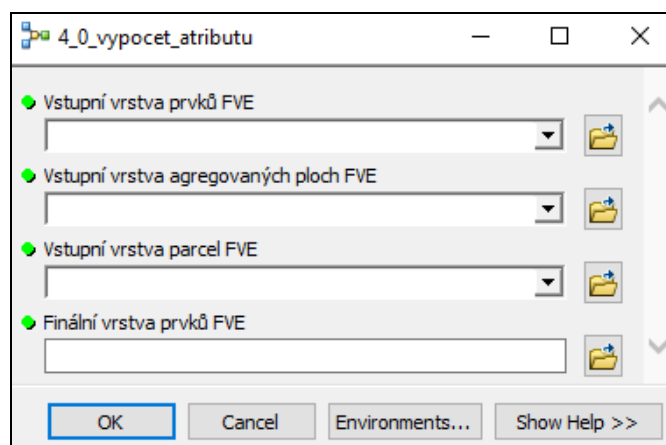 4_0_vypocet_atributu
Vstupní vrstva prvků FVE
Vstupní vrstva agregovaných ploch FVE
Vstupní vrstva parcel FVE
Finální vrstva prvků FVE
OK Cancel Environments... Show Help >>